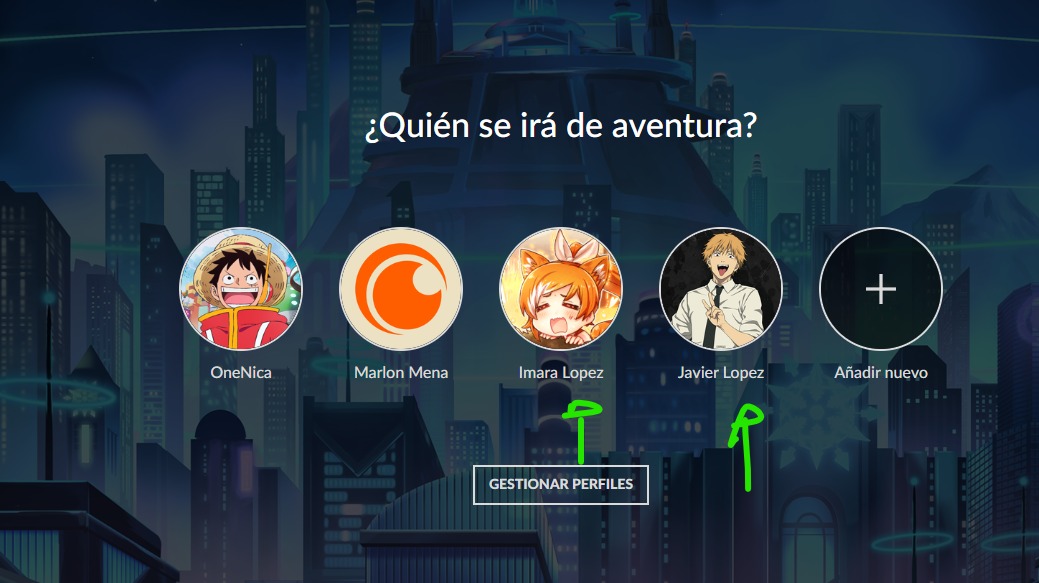 ¿Quién se irá de aventura?
OneNica
Marlon Mena
Imara Lopez
Javier Lopez
Añadir nuevo
GESTIONAR PERFILES